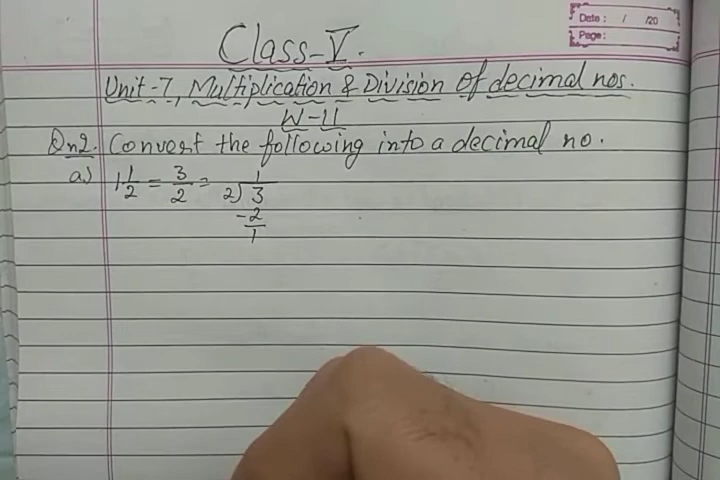 Date: / /20
Page:
Class-V.
Unit-7, Multiplication & Division of decimal nos.
W-11
Qn2. Convert the following into a decimal no.
a) 1 1/2 = 3/2 = 2)3
1
-2
1